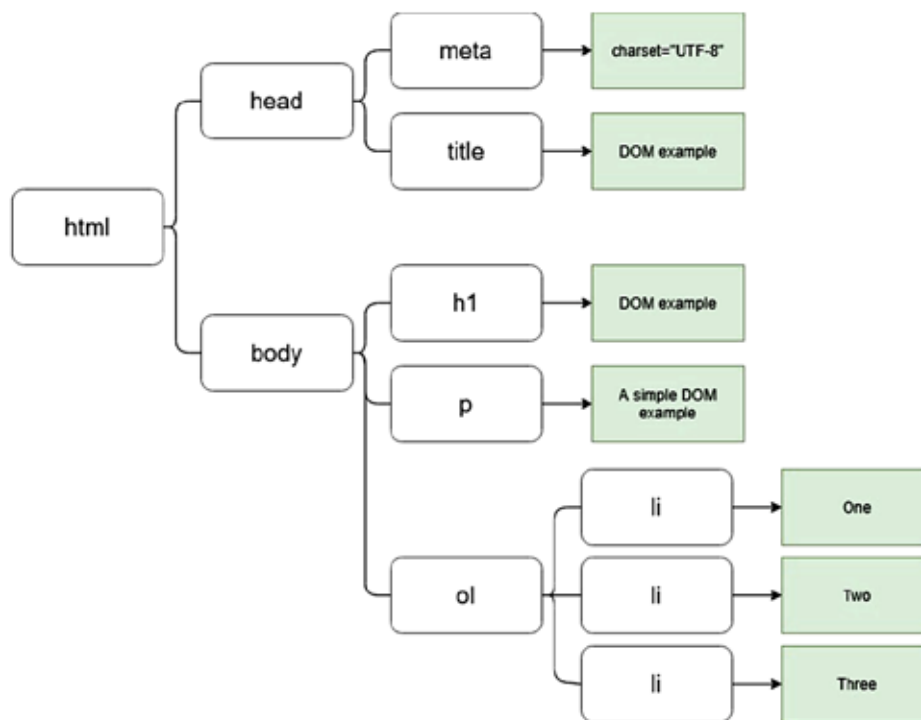 meta
charset="UTF-8"
head
title
DOM example
html
h1
DOM example
body
p
A simple DOM
example
li
One
ol
li
Two
li
Three